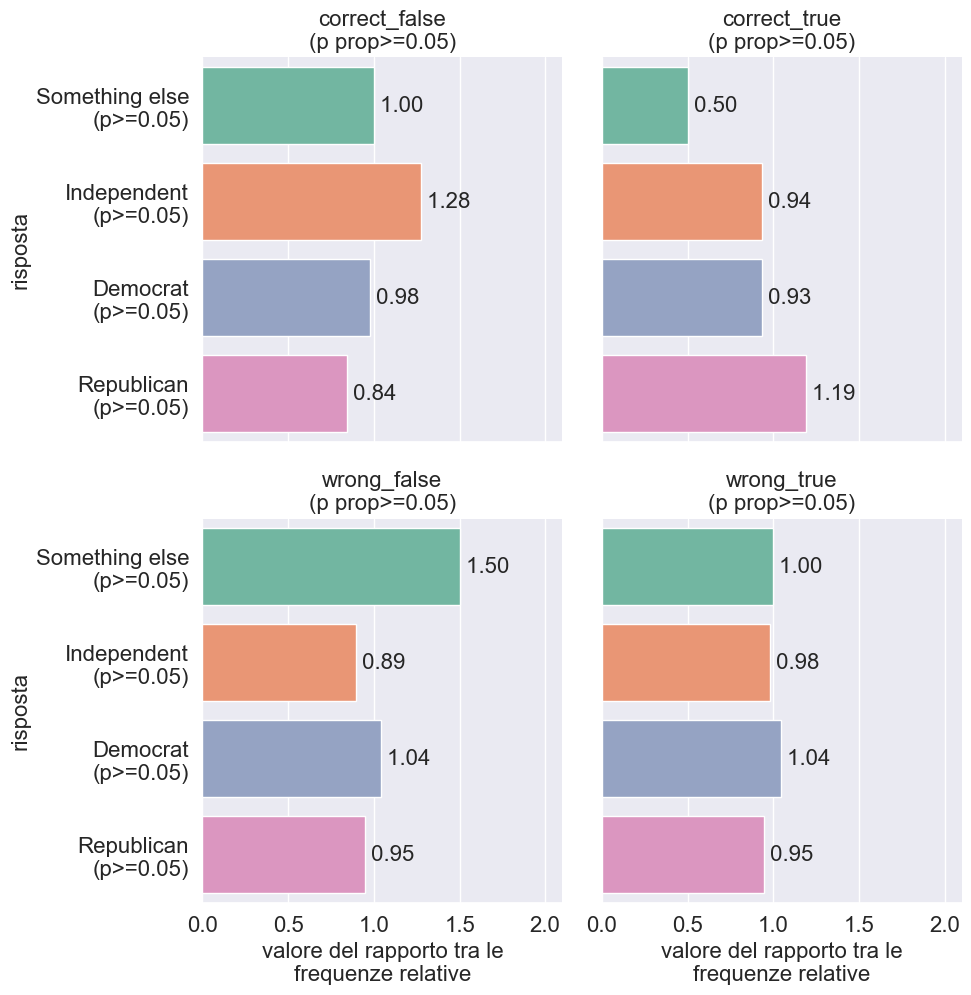 correct_false
(p prop>=0.05)
correct_true
(p prop>=0.05)
risposta
Something else
(p>=0.05)
1.00
0.50
Independent
(p>=0.05)
1.28
0.94
Democrat
(p>=0.05)
0.98
0.93
Republican
(p>=0.05)
0.84
1.19
wrong_false
(p prop>=0.05)
wrong_true
(p prop>=0.05)
risposta
Something else
(p>=0.05)
1.50
1.00
Independent
(p>=0.05)
0.89
0.98
Democrat
(p>=0.05)
1.04
1.04
Republican
(p>=0.05)
0.95
0.95
0.0 0.5 1.0 1.5 2.0
0.0 0.5 1.0 1.5 2.0
valore del rapporto tra le
frequenze relative
valore del rapporto tra le
frequenze relative